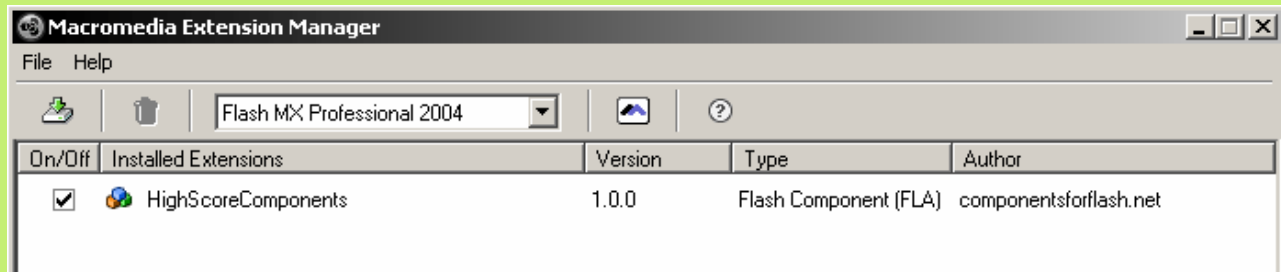 Macromedia Extension Manager
File Help
Flash MX Professional 2004
On/Off Installed Extensions Version Type Author
HighScoreComponents 1.0.0 Flash Component (FLA) componentsforflash.net